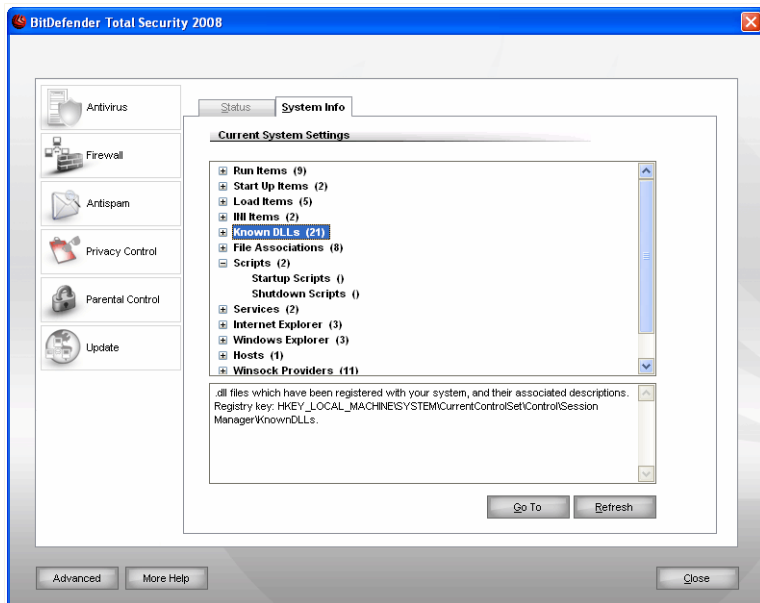 BitDefender Total Security 2008
Antivirus
Firewall
Antispam
Privacy Control
Parental Control
Update
Status
System Info
Current System Settings
Run Items (9)
Start Up Items (2)
Load Items (5)
INI Items (2)
Known DLLs (21)
File Associations (8)
Scripts (2)
Startup Scripts ()
Shutdown Scripts ()
Services (2)
Internet Explorer (3)
Windows Explorer (3)
Hosts (1)
Winsock Providers (11)
.dll files which have been registered with your system, and their associated descriptions.
Registry key: HKEY_LOCAL_MACHINE\SYSTEM\CurrentControlSet\Control\Session
Manager\KnownDLLs.
Go To
Refresh
Advanced
More Help
Close